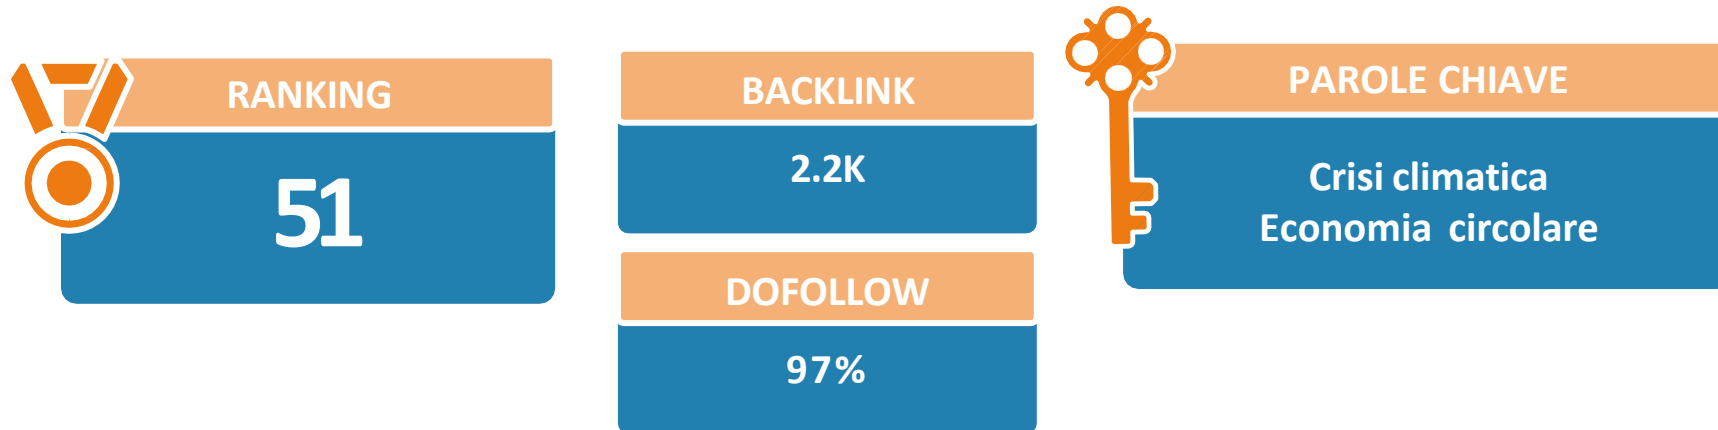 RANKING
51
BACKLINK
2.2K
DOFOLLOW
97%
PAROLE CHIAVE
Crisi climatica
Economia circolare